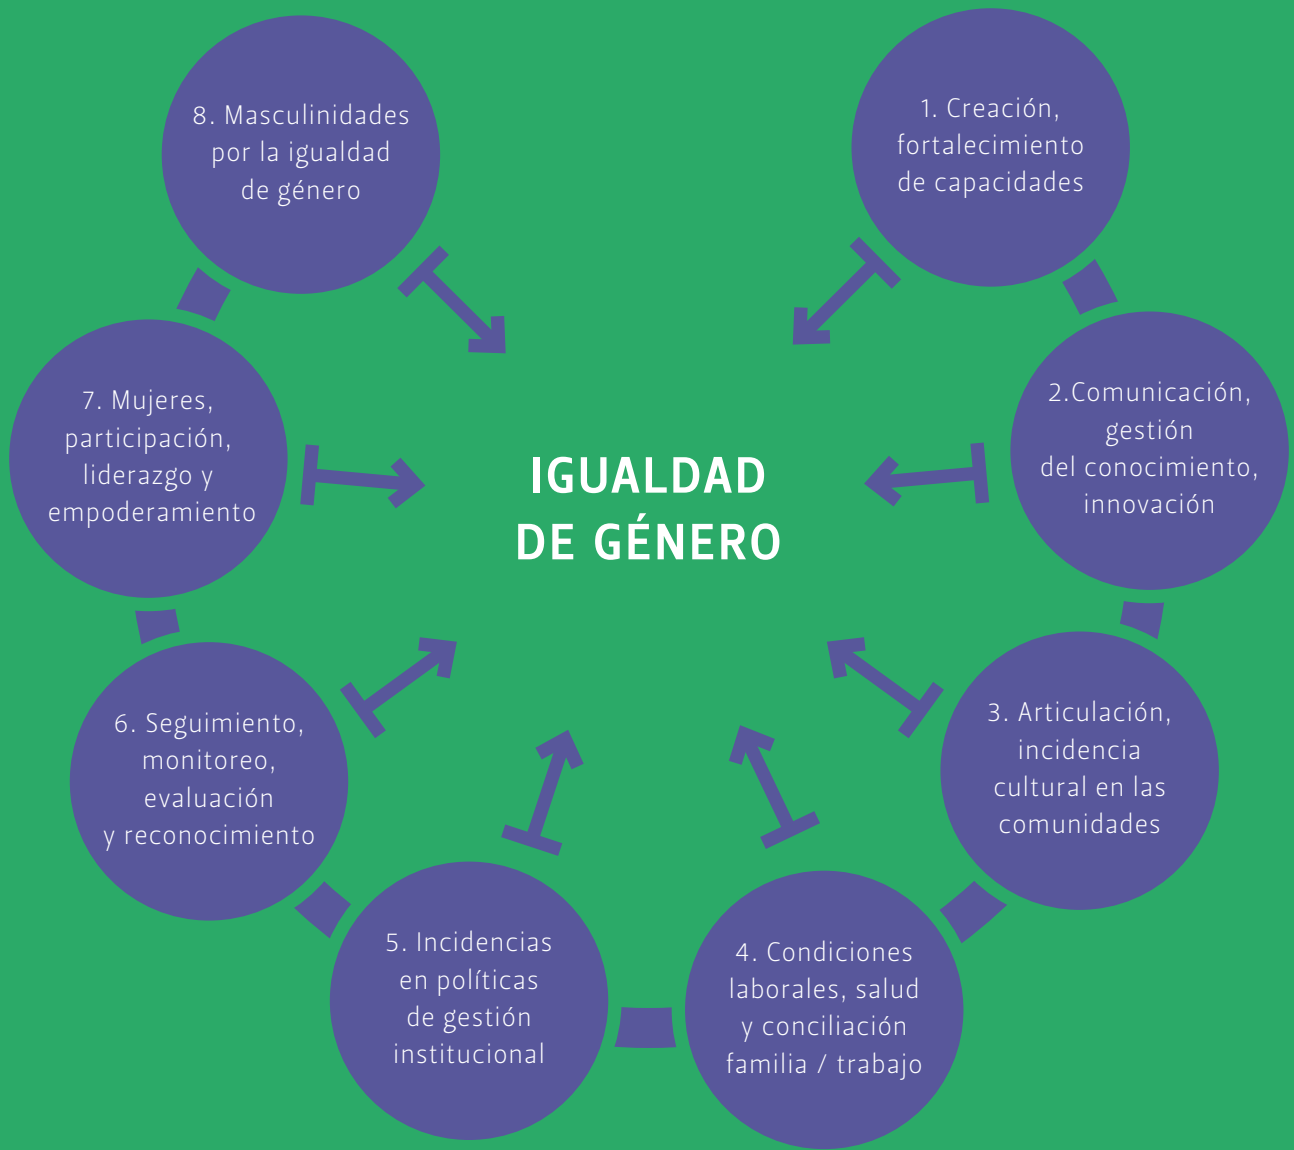 8. Masculinidades
por la igualdad
de género
1. Creación,
fortalecimiento
de capacidades
7. Mujeres,
participación,
liderazgo y
empoderamiento
2.Comunicación,
gestión
del conocimiento,
innovación
IGUALDAD
DE GÉNERO
6. Seguimiento,
monitoreo,
evaluación
y reconocimiento
3. Articulación,
incidencia
cultural en las
comunidades
5. Incidencias
en políticas
de gestión
institucional
4. Condiciones
laborales, salud
y conciliación
familia / trabajo